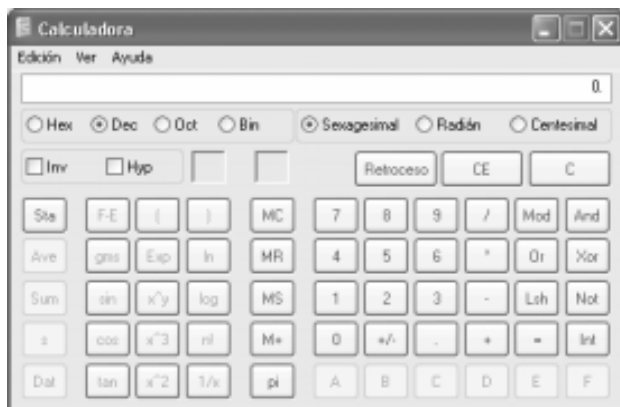 Calculadora
Edición Ver Ayuda
0.
Hex Dec Oct Bin Sexagesimal Radián Centesimal
Inv Hyp Retroceso CE C
Sta F-E ( ) MC 7 8 9 / Mod And
Ave gms Exp ln MR 4 5 6 * Or Xor
Sum sin x^y log MS 1 2 3 - Lsh Not
s cos x^3 n! M+ 0 +/- . + = Int
Dat tan x^2 1/x pi A B C D E F